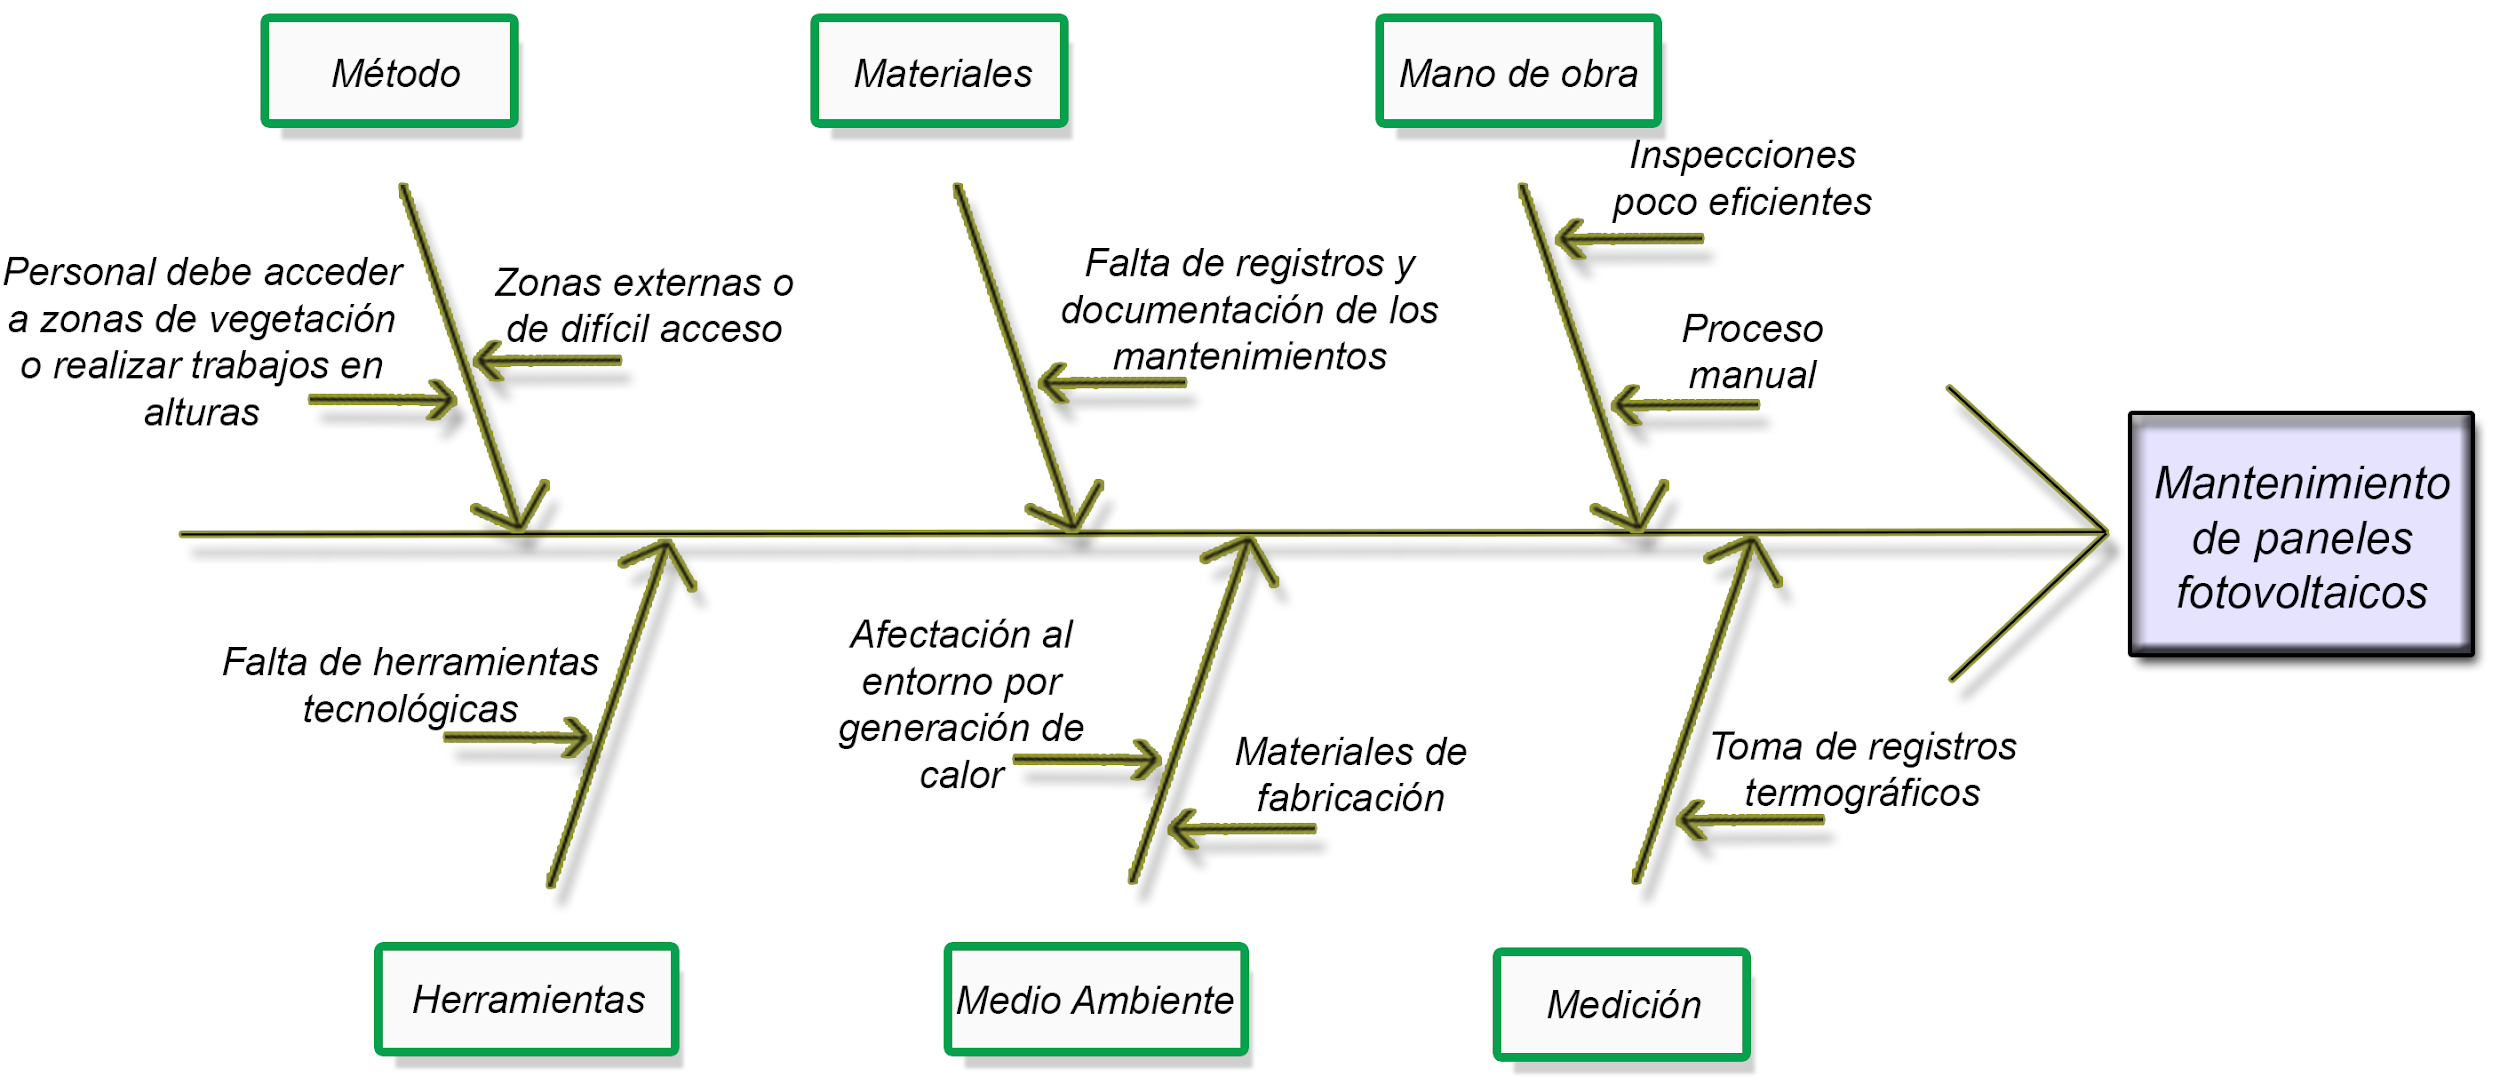 Método
Materiales
Mano de obra
Inspecciones
poco eficientes
Personal debe acceder
a zonas de vegetación
o realizar trabajos en
alturas
Zonas externas o
de difícil acceso
Falta de registros y
documentación de los
mantenimientos
Proceso
manual
Mantenimiento
de paneles
fotovoltaicos
Falta de herramientas
tecnológicas
Afectación al
entorno por
generación de
calor
Materiales de
fabricación
Toma de registros
termográficos
Herramientas
Medio Ambiente
Medición